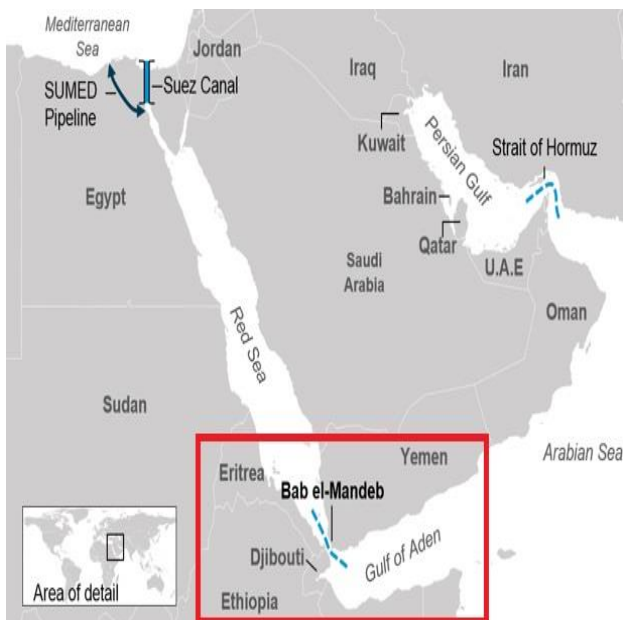 Mediterranean
Sea
Jordan
Iraq
Iran
SUMED
Pipeline
Suez Canal
Kuwait
Persian Gulf
Strait of Hormuz
Egypt
Bahrain
Qatar
Saudi
Arabia
U.A.E
Oman
Red Sea
Sudan
Arabian Sea
Eritrea
Yemen
Bab el-Mandeb
Djibouti
Gulf of Aden
Ethiopia
Area of detail